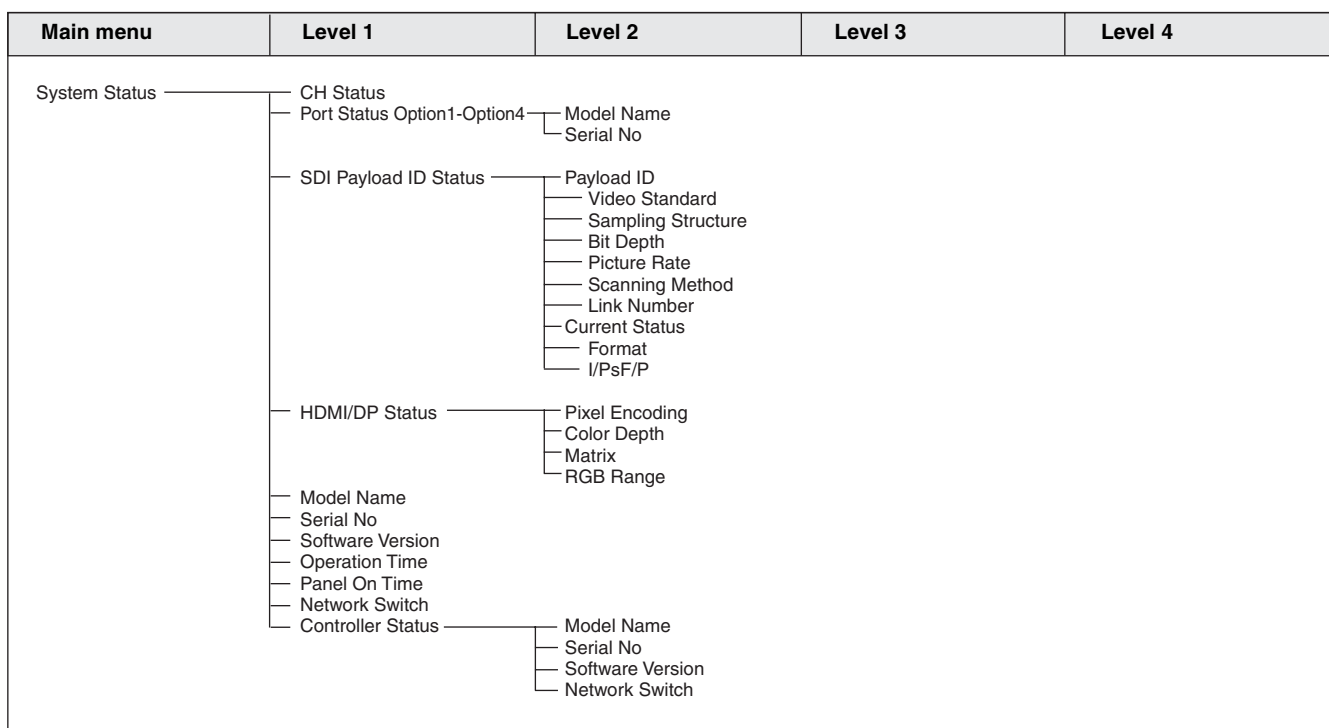 Main menu Level 1 Level 2 Level 3 Level 4
System Status CH Status
Port Status Option1-Option4 Model Name
Serial No
SDI Payload ID Status Payload ID
Video Standard
Sampling Structure
Bit Depth
Picture Rate
Scanning Method
Link Number
Current Status
Format
I/PsF/P
HDMI/DP Status Pixel Encoding
Color Depth
Matrix
RGB Range
Model Name
Serial No
Software Version
Operation Time
Panel On Time
Network Switch
Controller Status Model Name
Serial No
Software Version
Network Switch